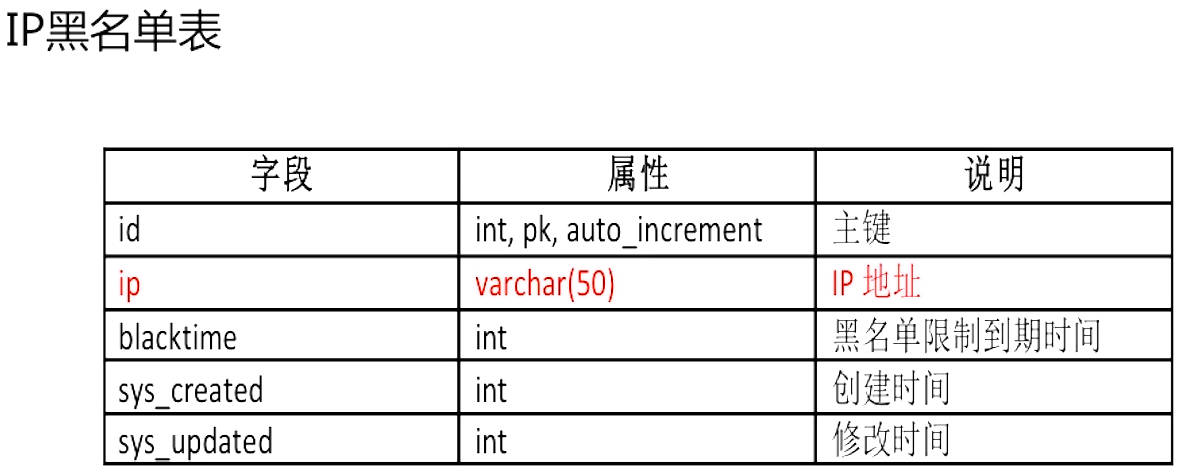 IP黑名单表
字段 属性 说明
id int, pk, auto_increment 主键
ip varchar(50) IP 地址
blacktime int 黑名单限制到期时间
sys_created int 创建时间
sys_updated int 修改时间